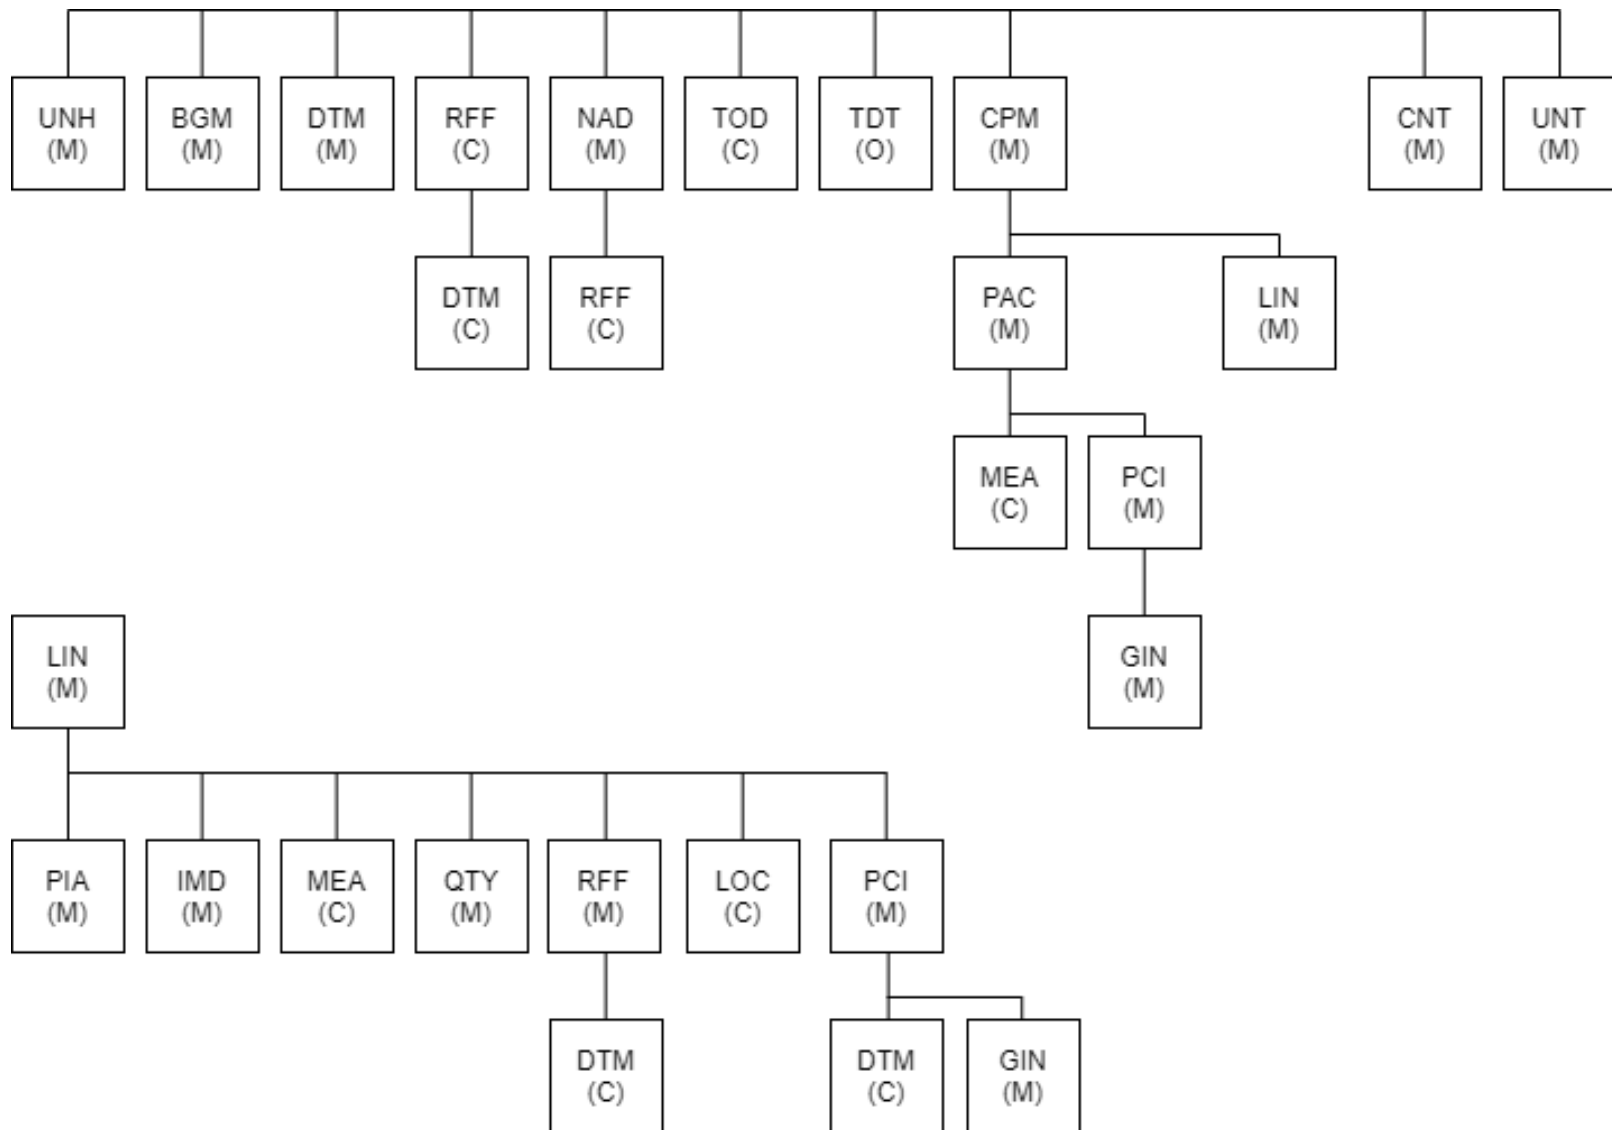 UNH
(M)
BGM
(M)
DTM
(M)
RFF
(C)
NAD
(M)
TOD
(C)
TDT
(O)
CPM
(M)
CNT
(M)
UNT
(M)
DTM
(C)
RFF
(C)
PAC
(M)
LIN
(M)
MEA
(C)
PCI
(M)
GIN
(M)
LIN
(M)
PIA
(M)
IMD
(M)
MEA
(C)
QTY
(M)
RFF
(M)
LOC
(C)
PCI
(M)
DTM
(C)
DTM
(C)
GIN
(M)